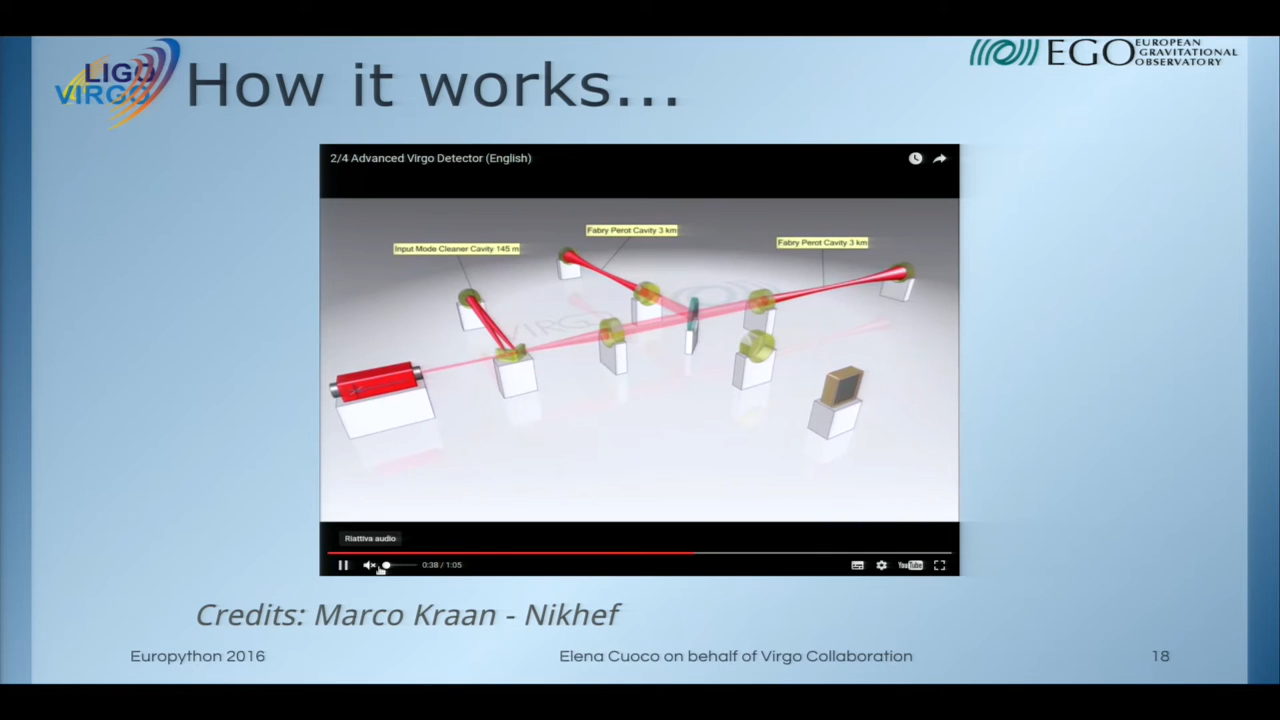 LIGO
VIRGO
How it works...
EGO
EUROPEAN
GRAVITATIONAL
OBSERVATORY
2/4 Advanced Virgo Detector (English)
Fabry Perot Cavity 3 km
Fabry Perot Cavity 3 km
Input Mode Cleaner Cavity 145 m
VIRGO
Riattiva audio
0:38 / 1:05
YouTube
Credits: Marco Kraan - Nikhef
Europython 2016
Elena Cuoco on behalf of Virgo Collaboration
18